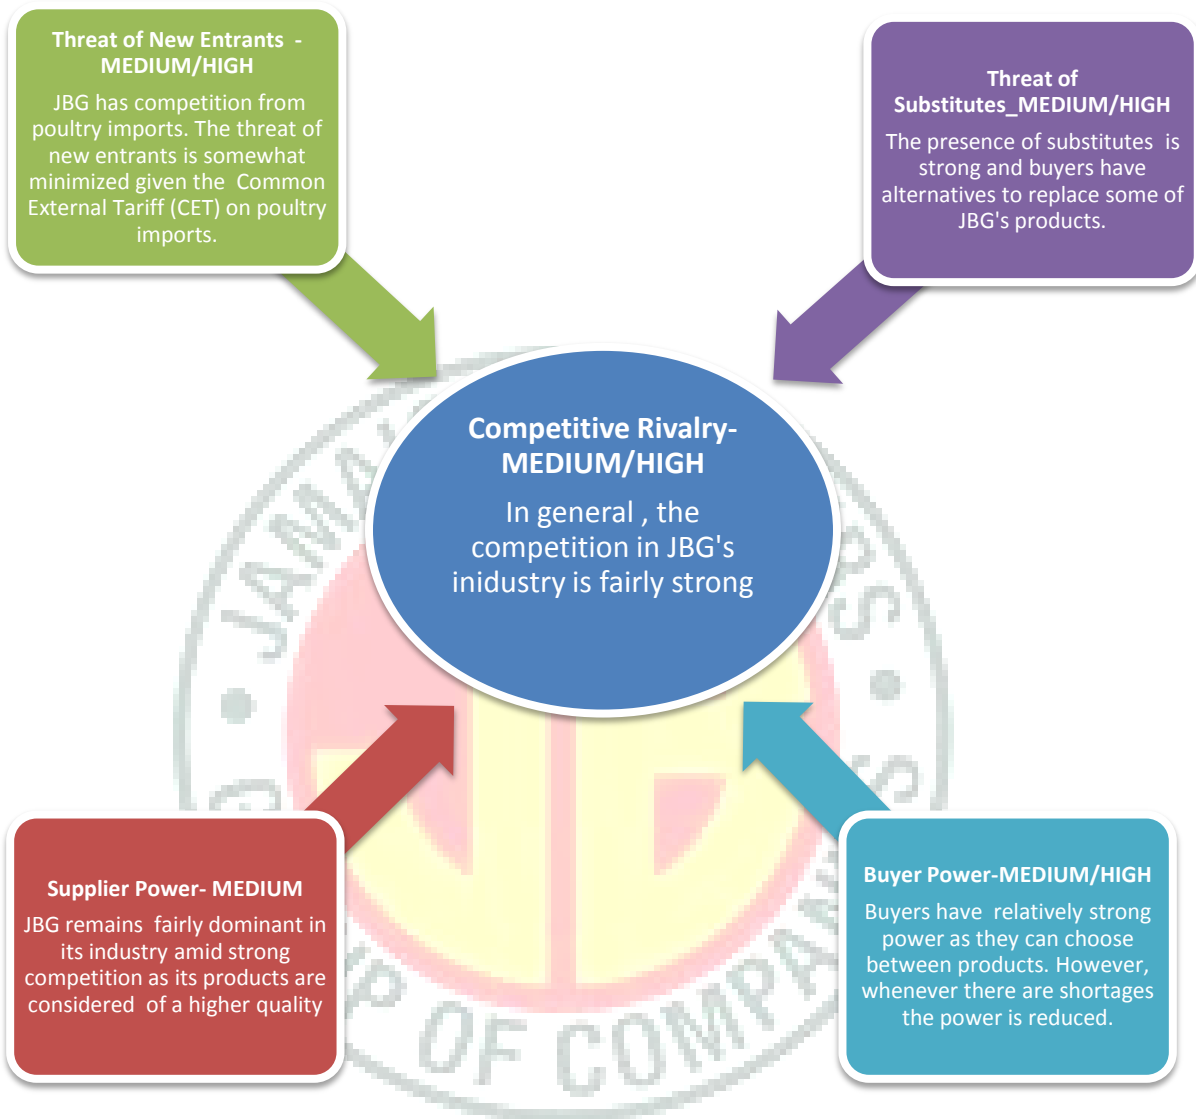 Threat of New Entrants -
MEDIUM/HIGH
JBG has competition from
poultry imports. The threat of
new entrants is somewhat
minimized given the Common
External Tariff (CET) on poultry
imports.
Threat of
Substitutes_MEDIUM/HIGH
The presence of substitutes is
strong and buyers have
alternatives to replace some of
JBG's products.
Competitive Rivalry-
MEDIUM/HIGH
In general , the
competition in JBG's
inidustry is fairly strong
Supplier Power- MEDIUM
JBG remains fairly dominant in
its industry amid strong
competition as its products are
considered of a higher quality
Buyer Power-MEDIUM/HIGH
Buyers have relatively strong
power as they can choose
between products. However,
whenever there are shortages
the power is reduced.
OF